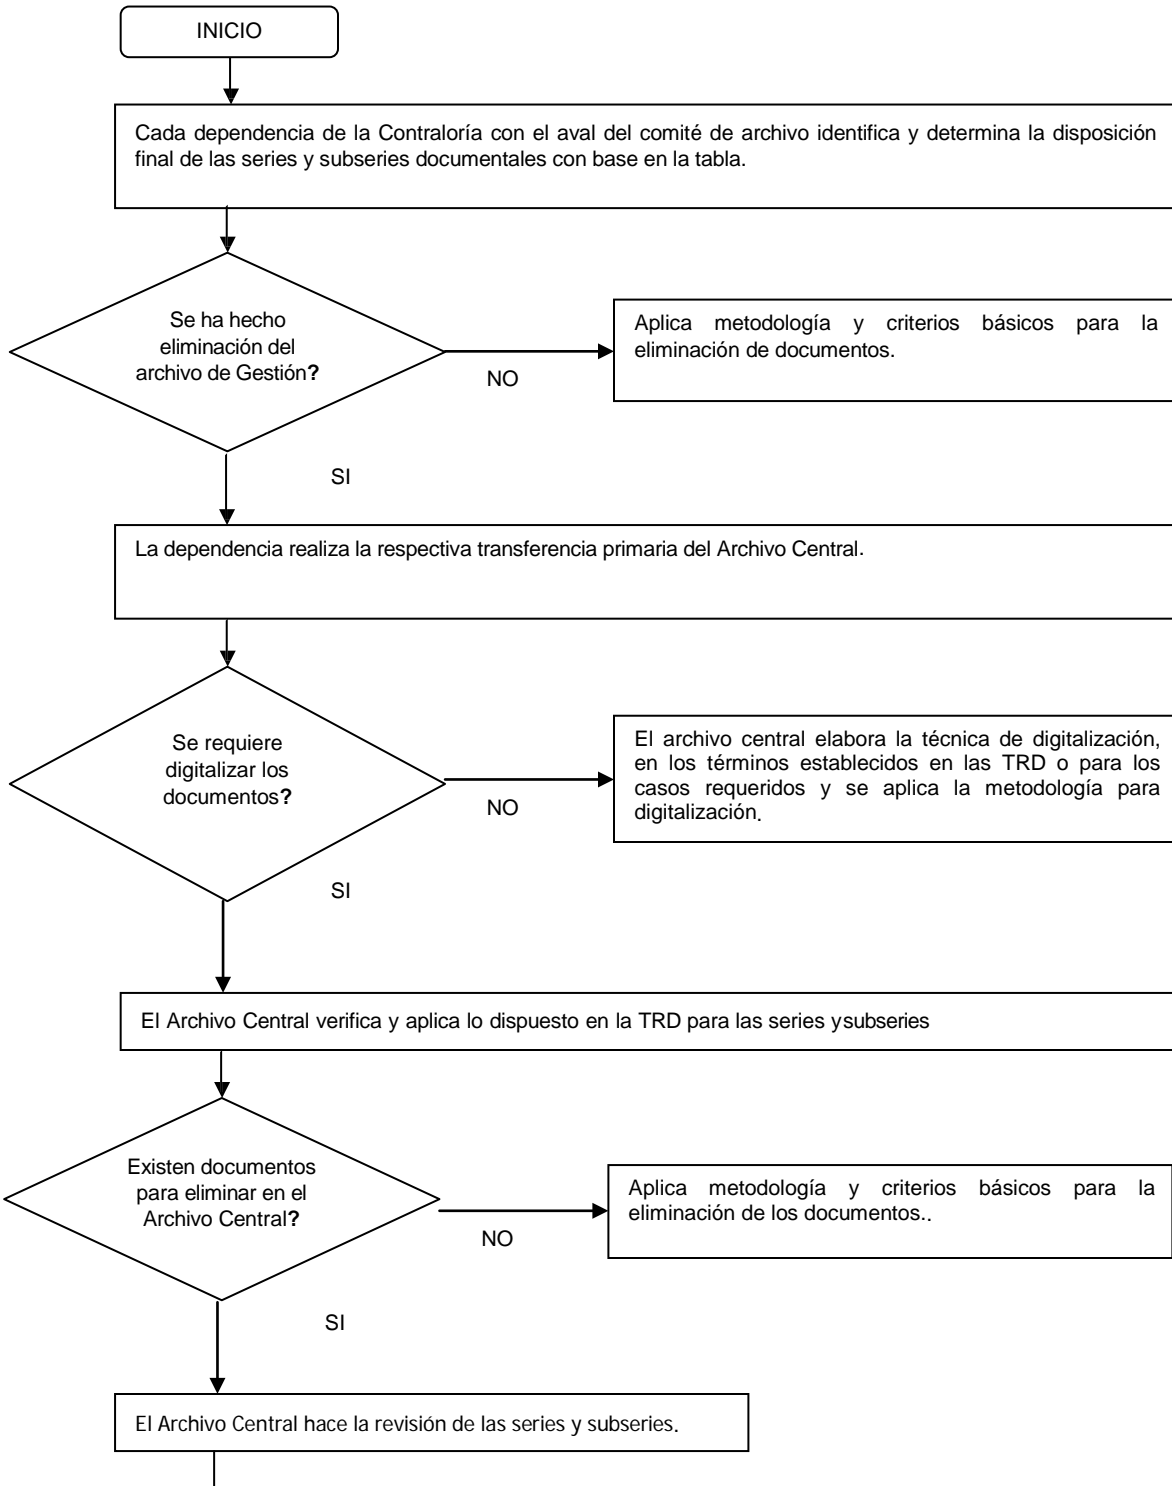 INICIO
Cada dependencia de la Contraloría con el aval del comité de archivo identifica y determina la disposición
final de las series y subseries documentales con base en la tabla.
Se ha hecho
eliminación del
archivo de Gestión?
NO
Aplica metodología y criterios básicos para la
eliminación de documentos.
SI
La dependencia realiza la respectiva transferencia primaria del Archivo Central.
Se requiere
digitalizar los
documentos?
NO
El archivo central elabora la técnica de digitalización,
en los términos establecidos en las TRD o para los
casos requeridos y se aplica la metodología para
digitalización.
SI
El Archivo Central verifica y aplica lo dispuesto en la TRD para las series ysubseries
Existen documentos
para eliminar en el
Archivo Central?
NO
Aplica metodología y criterios básicos para la
eliminación de los documentos..
SI
El Archivo Central hace la revisión de las series y subseries.